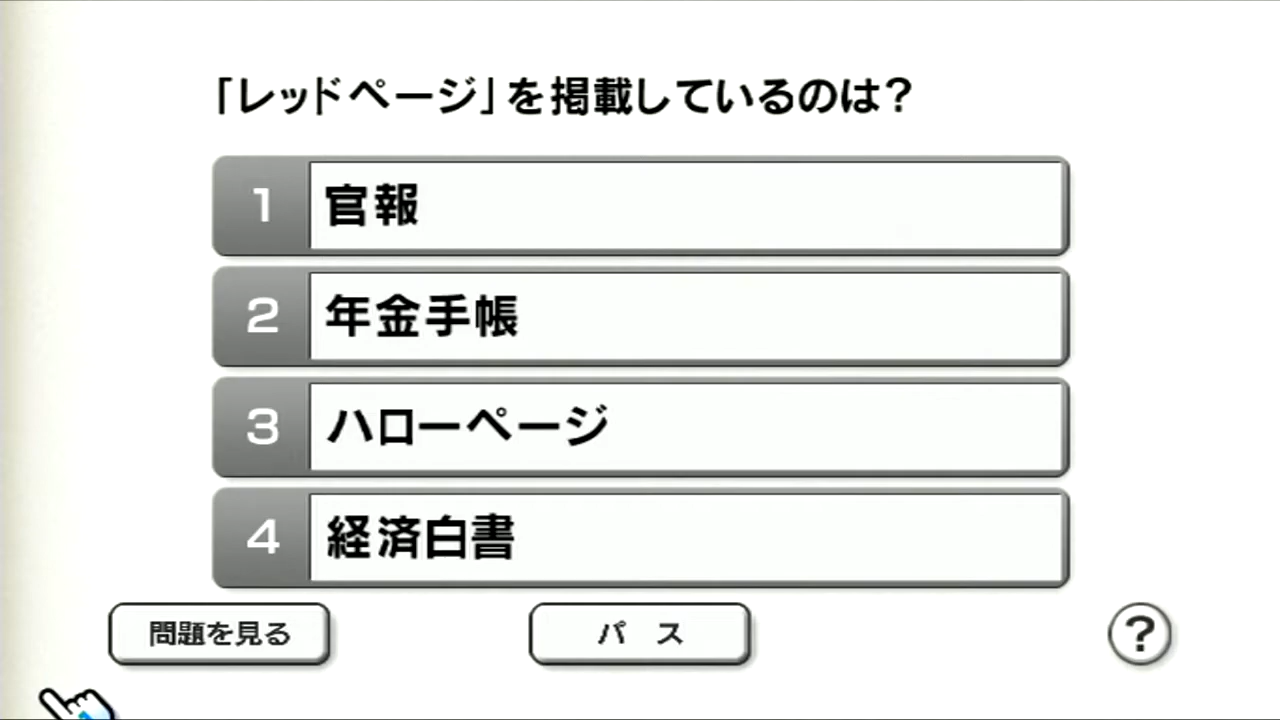 「レッドページ」を掲載しているのは？
1 官報
2 年金手帳
3 ハローページ
4 経済白書
問題を見る パ ス ?